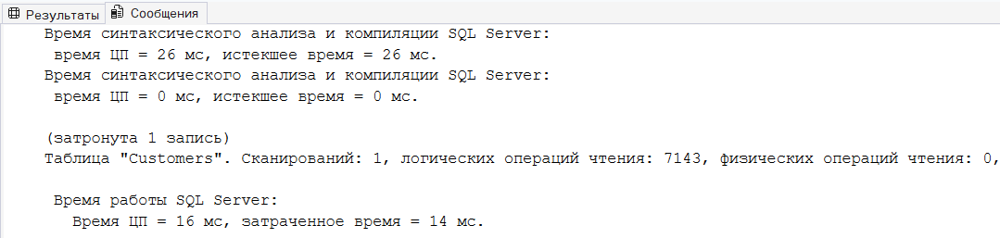 Результаты Сообщения
Время синтаксического анализа и компиляции SQL Server:
время ЦП = 26 мс, истекшее время = 26 мс.
Время синтаксического анализа и компиляции SQL Server:
время ЦП = 0 мс, истекшее время = 0 мс.
(затронута 1 запись)
Таблица "Customers". Сканирований: 1, логических операций чтения: 7143, физических операций чтения: 0,
Время работы SQL Server:
Время ЦП = 16 мс, затраченное время = 14 мс.